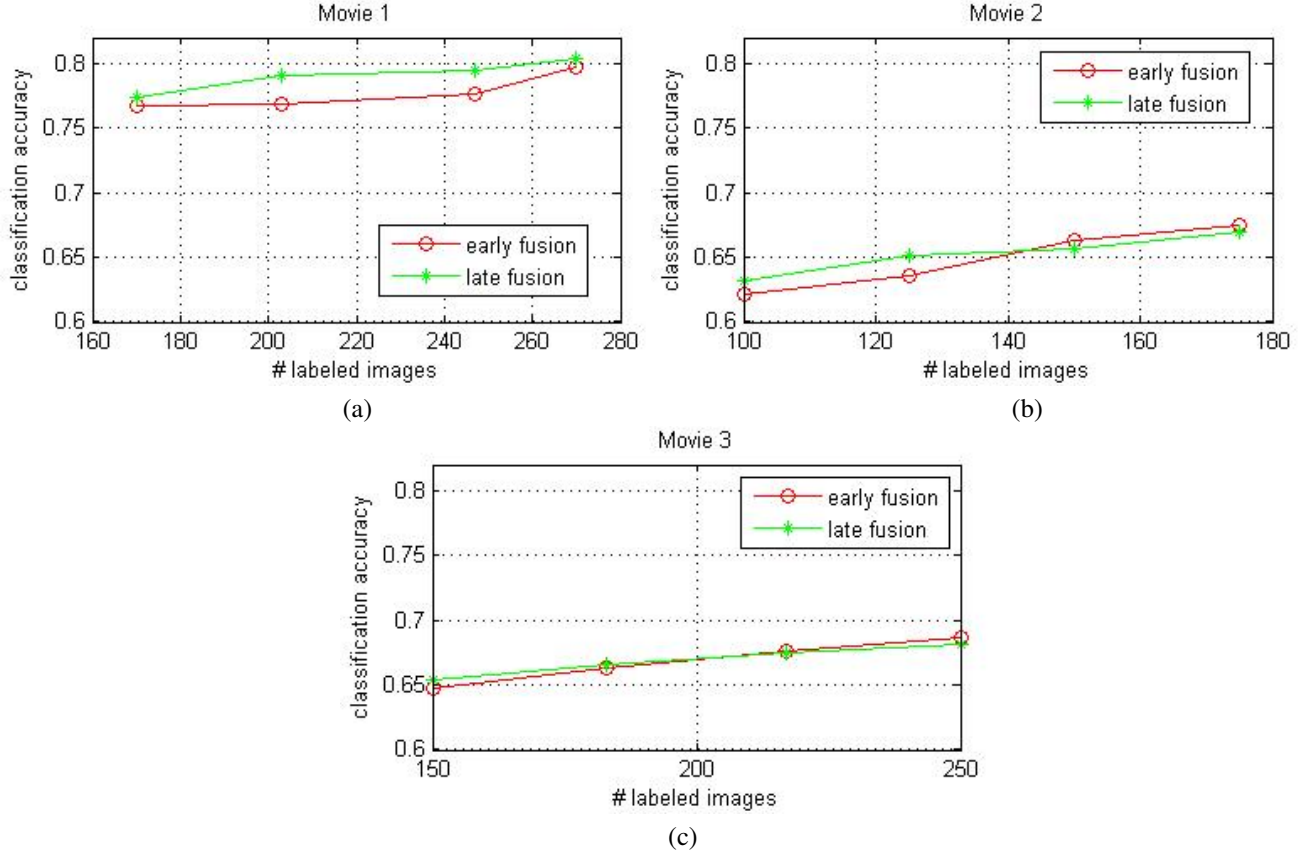 Movie 1
0.8
0.75
0.7
0.65
0.6
classification accuracy
early fusion
late fusion
160 180 200 220 240 260 280
# labeled images
(a)
Movie 2
0.8
0.75
0.7
0.65
0.6
classification accuracy
early fusion
late fusion
100 120 140 160 180
# labeled images
(b)
Movie 3
0.8
0.75
0.7
0.65
0.6
classification accuracy
early fusion
late fusion
150 200 250
# labeled images
(c)